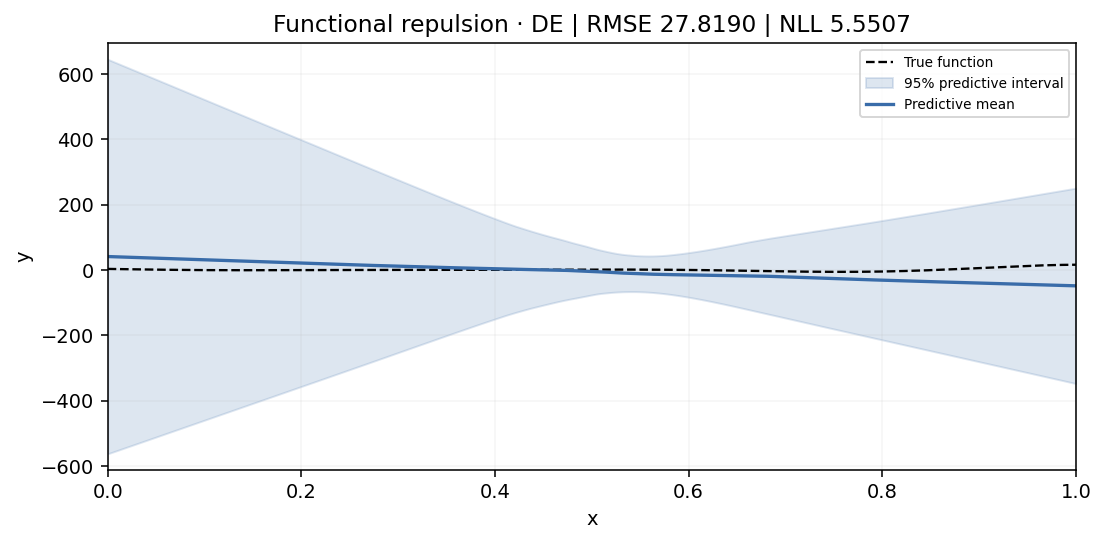 Functional repulsion · DE | RMSE 27.8190 | NLL 5.5507
True function
95% predictive interval
Predictive mean
600
400
200
0
−200
−400
−600
y
0.0 0.2 0.4 0.6 0.8 1.0
x